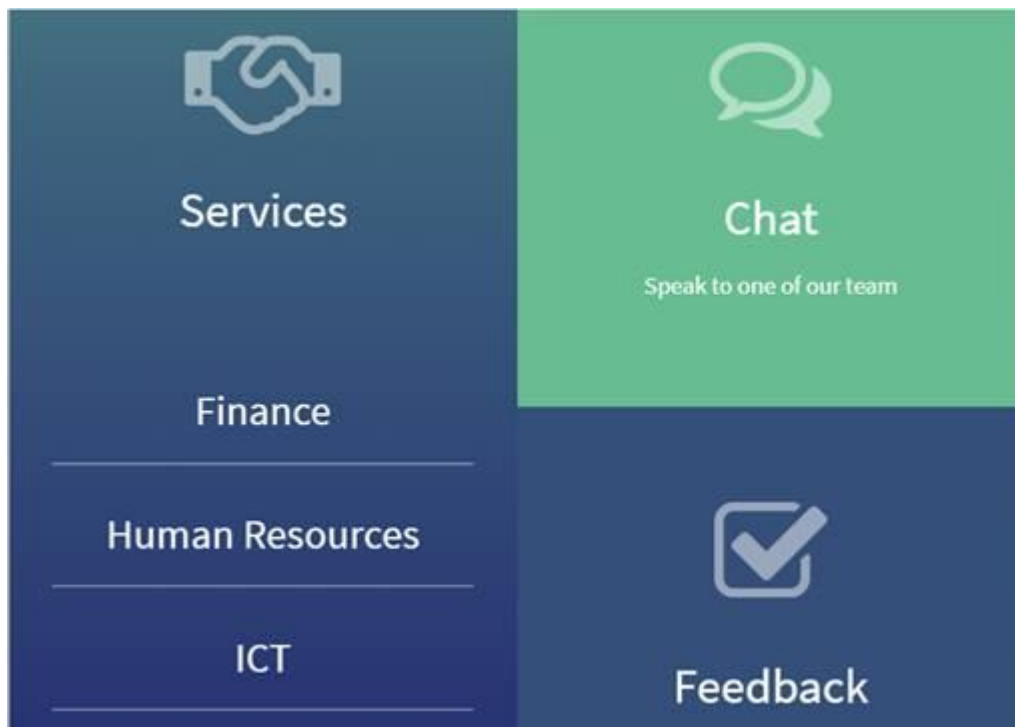 Services
Finance
Human Resources
ICT
Chat
Speak to one of our team
Feedback